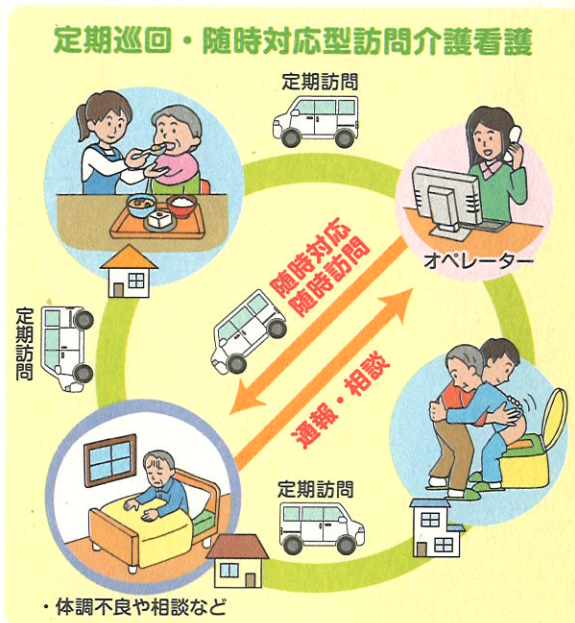 定期巡回・随時対応型訪問介護看護
定期訪問
オペレーター
随時対応
随時訪問
通報・相談
定期訪問
定期訪問
・体調不良や相談など